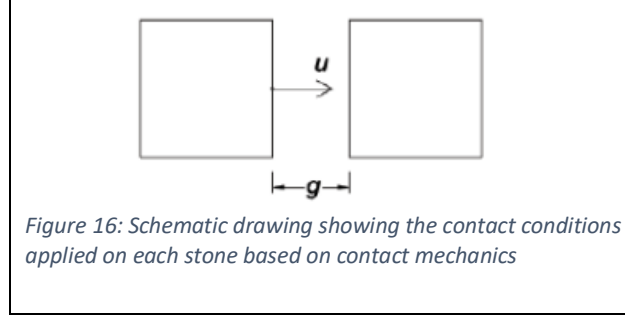 u
g
Figure 16: Schematic drawing showing the contact conditions
applied on each stone based on contact mechanics